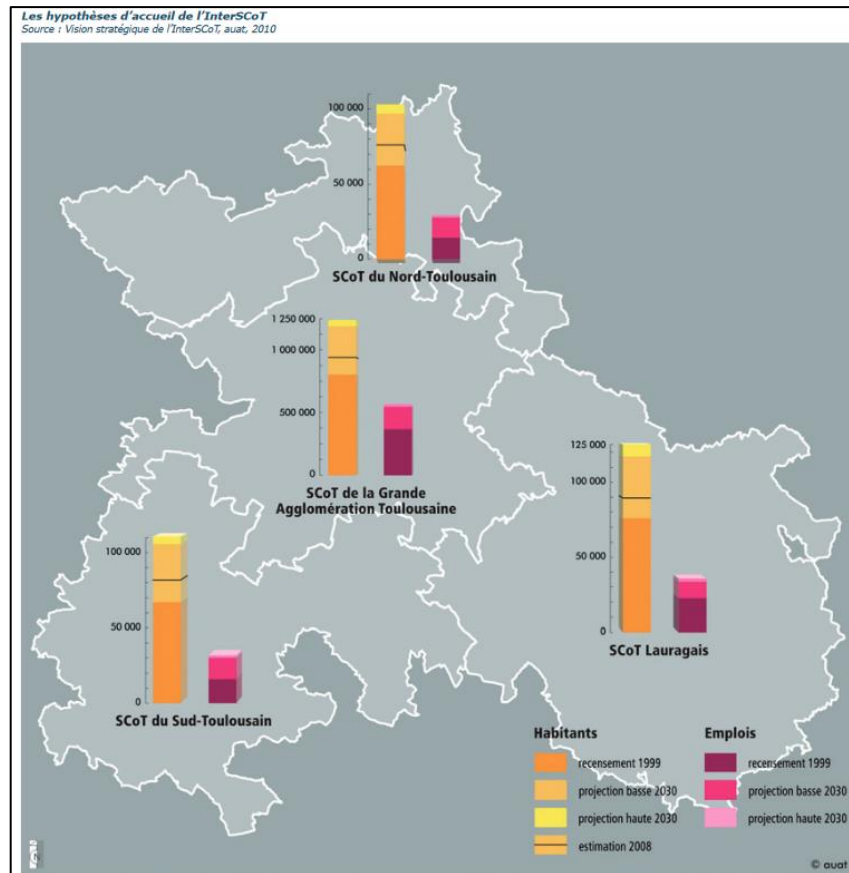 Les hypothèses d'accueil de l'InterSCoT
Source : Vision stratégique de l'InterSCoT, auat, 2010
100 000
50 000
0
SCoT du Nord-Toulousain
1 250 000
1 000 000
500 000
0
SCoT de la Grande
Agglomération Toulousaine
125 000
100 000
50 000
0
SCoT Lauragais
100 000
50 000
0
SCoT du Sud-Toulousain
Habitants
recensement 1999
projection basse 2030
projection haute 2030
estimation 2008
Emplois
recensement 1999
projection basse 2030
projection haute 2030
© auat